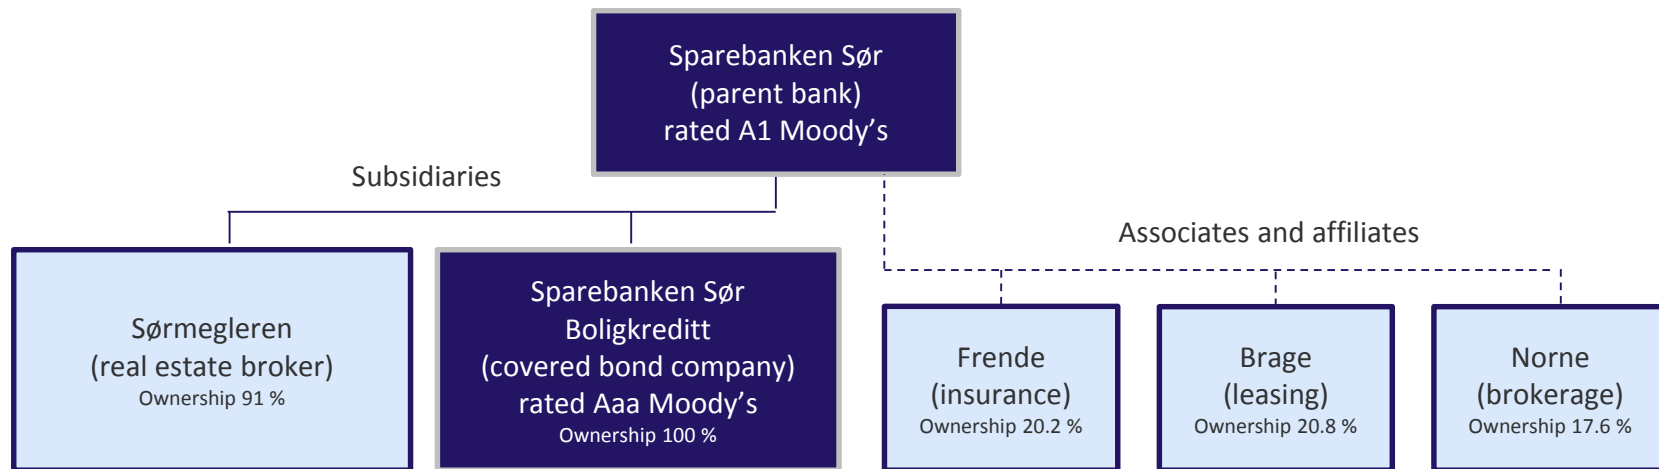 Sparebanken Sør
(parent bank)
rated A1 Moody’s
Subsidiaries
Associates and affiliates
Sørmegleren
(real estate broker)
Ownership 91 %
Sparebanken Sør
Boligkreditt
(covered bond company)
rated Aaa Moody’s
Ownership 100 %
Frende
(insurance)
Ownership 20.2 %
Brage
(leasing)
Ownership 20.8 %
Norne
(brokerage)
Ownership 17.6 %